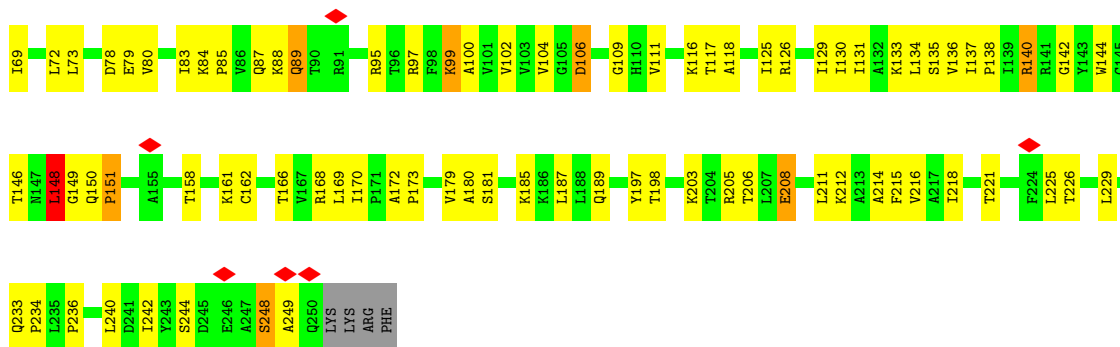 I69 L72 L73 D78 E79 V80 I83 K84 P85 V86 Q87 K88 Q89 T90 R91 R95 T96 R97 F98 K99 A100 V101 V102 V103 V104 G105 D106 G109 H110 V111 K116 T117 A118 I125 R126 I129 I130 I131 A132 K133 L134 S135 V136 I137 P138 I139 R140 R141 G142 Y143 W144 G145
T146 N147 L148 G149 Q150 P151 A155 T158 K161 C162 T166 V167 R168 L169 I170 P171 A172 P173 V179 A180 S181 K185 K186 L187 L188 Q189 Y197 T198 K203 T204 R205 T206 L207 E208 L211 K212 A213 A214 F215 V216 A217 I218 T221 F224 L225 T226 L229
Q233 P234 L235 P236 L240 D241 I242 Y243 S244 D245 E246 A247 S248 A249 Q250 LYS LYS ARG PHE